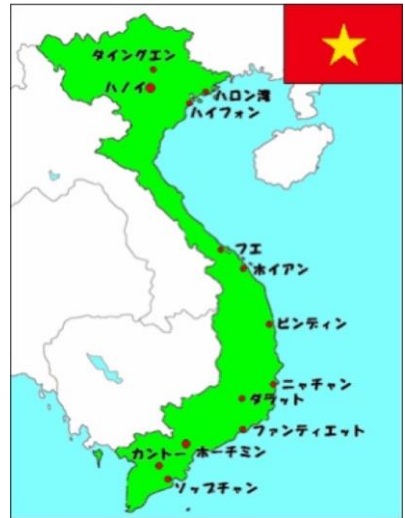 タイングエン
ハノイ
ハロン湾
ハイフォン
フエ
ホイアン
ビンディン
ニャチャン
ダラット
ファンティエット
ホーチミン
カントー
ソップチャン